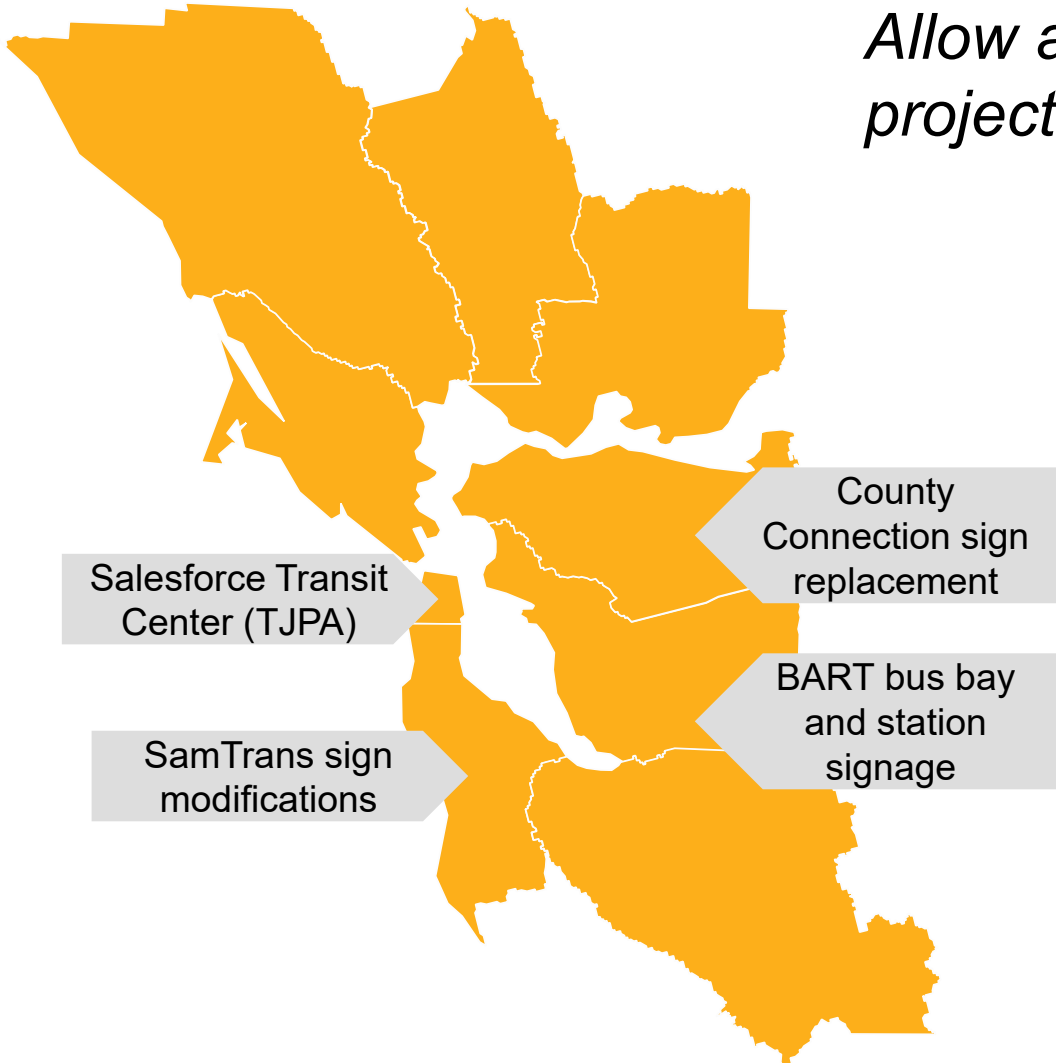 Allow a
project
County
Connection sign
replacement
Salesforce Transit
Center (TJPA)
BART bus bay
and station
signage
SamTrans sign
modifications